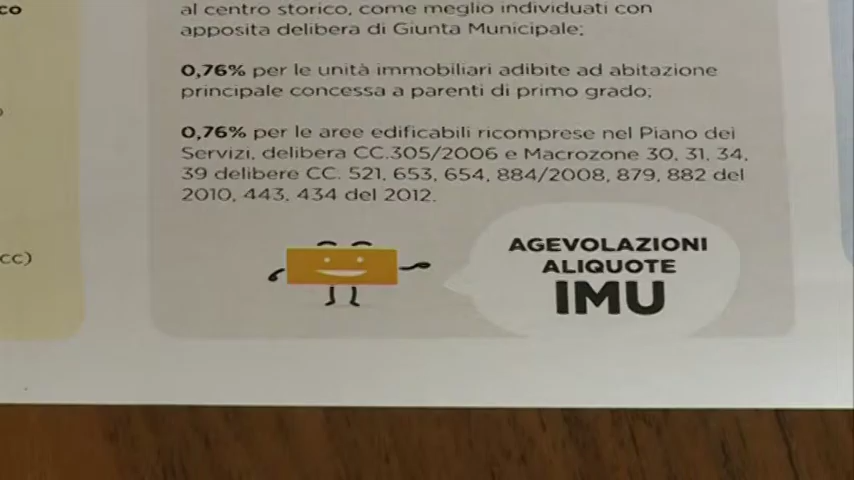 co
al centro storico, come meglio individuati con
apposita delibera di Giunta Municipale;
0,76% per le unità immobiliari adibite ad abitazione
principale concessa a parenti di primo grado;
0,76% per le aree edificabili ricomprese nel Piano dei
Servizi, delibera CC.305/2006 e Macrozone 30, 31, 34,
39 delibere CC. 521, 653, 654, 884/2008, 879, 882 del
2010, 443, 434 del 2012.
cc)
AGEVOLAZIONI
ALIQUOTE
IMU